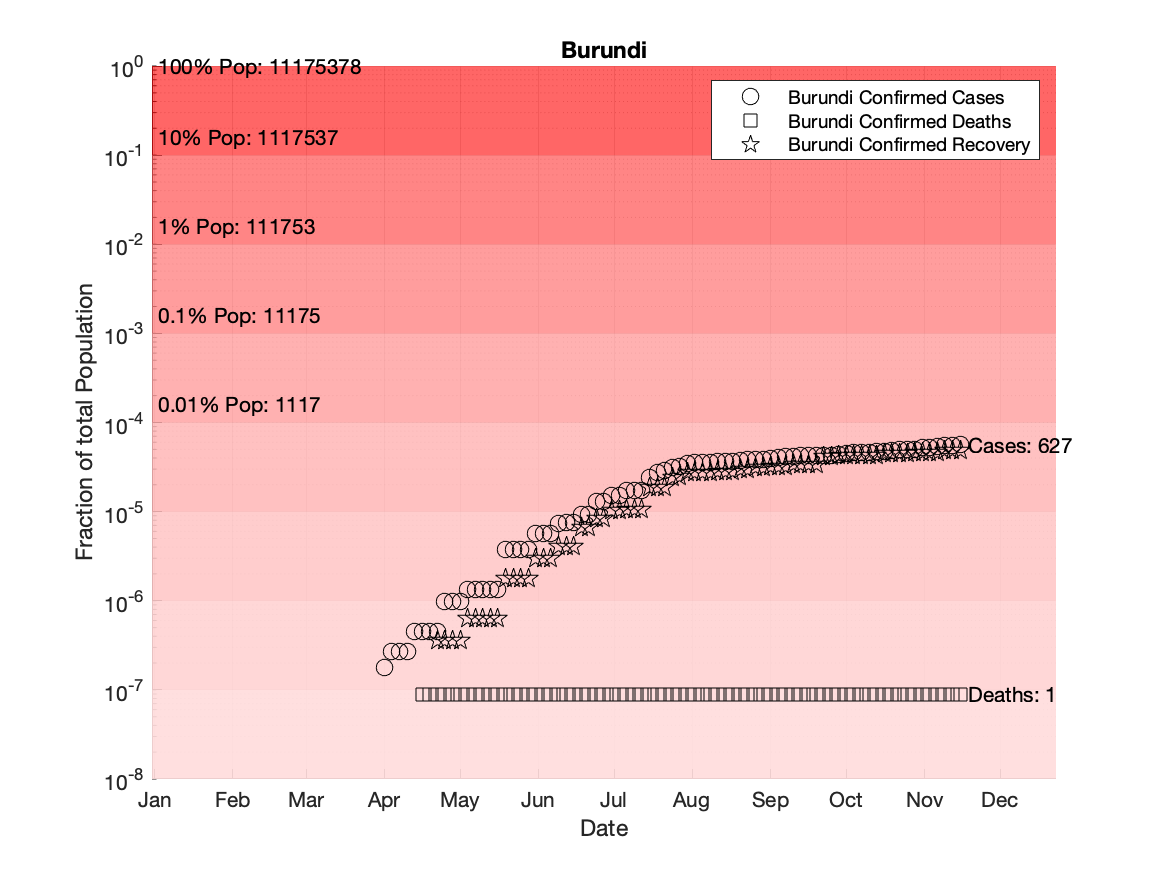 Burundi
10^0
100% Pop: 11175378
Burundi Confirmed Cases
Burundi Confirmed Deaths
Burundi Confirmed Recovery
10% Pop: 1117537
10^-1
1% Pop: 111753
10^-2
0.1% Pop: 11175
10^-3
0.01% Pop: 1117
10^-4
Cases: 627
10^-5
10^-6
10^-7
Deaths: 1
10^-8
Fraction of total Population
Jan Feb Mar Apr May Jun Jul Aug Sep Oct Nov Dec
Date